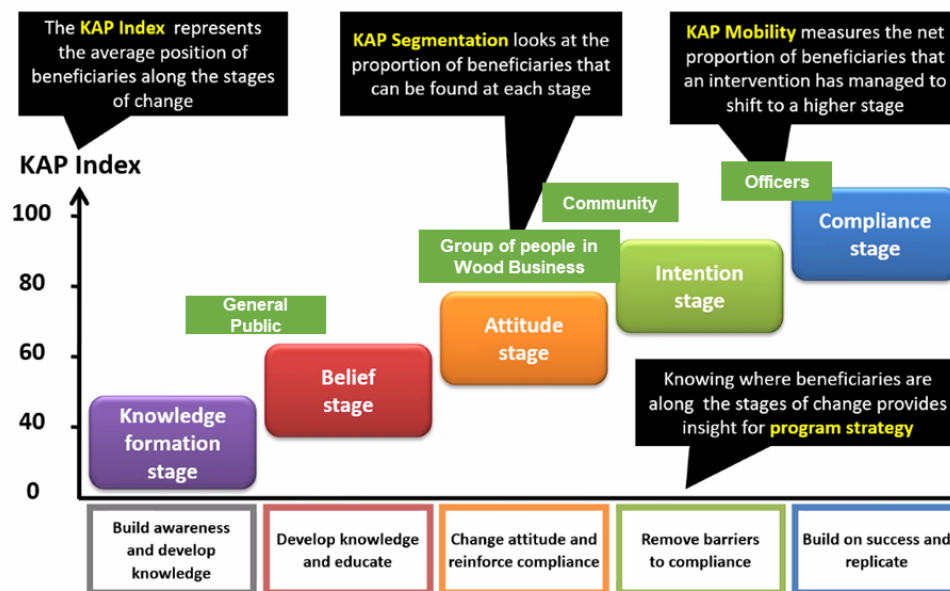 The KAP Index represents
the average position of
beneficiaries along the stages
of change
KAP Segmentation looks at the
proportion of beneficiaries that
can be found at each stage
KAP Mobility measures the net
proportion of beneficiaries that
an intervention has managed to
shift to a higher stage
KAP Index
100
80
60
40
0
General
Public
Group of people in
Wood Business
Community
Officers
Knowledge
formation
stage
Belief
stage
Attitude
stage
Intention
stage
Compliance
stage
Knowing where beneficiaries are
along the stages of change provides
insight for program strategy
Build awareness
and develop
knowledge
Develop knowledge
and educate
Change attitude and
reinforce compliance
Remove barriers
to compliance
Build on success and
replicate